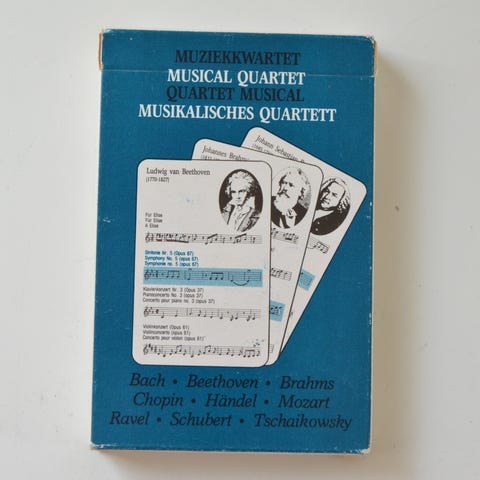 MUZIEKKWARTET
MUSICAL QUARTET
QUARTET MUSICAL
MUSIKALISCHES QUARTETT
Johann Sebastian
Johannes Brahms
Ludwig van Beethoven
(1770-1827)
Für Elise
Für Elise
A Elise
Sinfonie Nr. 5 (Opus 67)
Symphony No. 5 (opus 67)
Symphonie no. 5 (opus 67)
Klavierkonzert Nr. 3 (Opus 37)
Pianoconcerto No. 3 (opus 37)
Concerto pour piano no. 3 (opus 37)
Violinkonzert (Opus 61)
Violinconcerto (opus 61)
Concerto pour violon (opus 61)
Bach • Beethoven • Brahms
Chopin • Händel • Mozart
Ravel • Schubert • Tschaikowsky